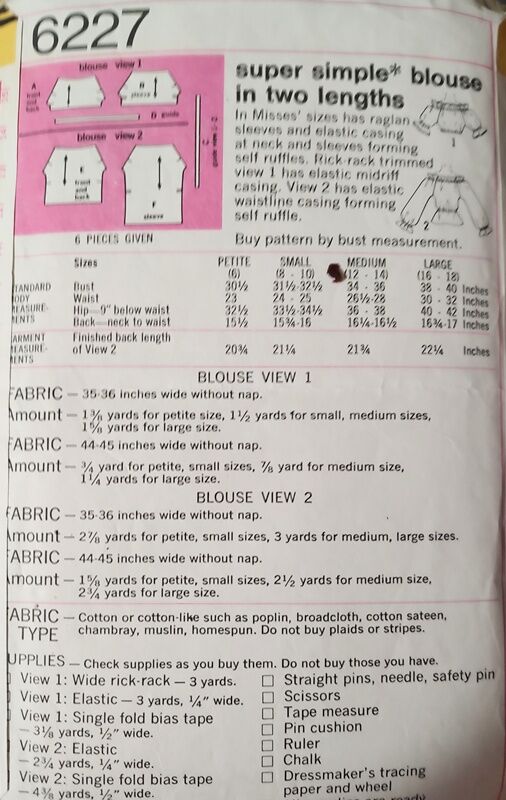 6227
blouse view 1
A
front
and
back
B
sleeve
D guide
blouse view 2
C
guide view 1, 2
E
front
and
back
F
sleeve
6 PIECES GIVEN
super simple* blouse
in two lengths
In Misses' sizes has raglan
sleeves and elastic casing
at neck and sleeves forming
self ruffles. Rick-rack trimmed
view 1 has elastic midriff
casing. View 2 has elastic
waistline casing forming
self ruffle.
1
2
Buy pattern by bust measurement.
Sizes PETITE SMALL MEDIUM LARGE
(6) (8 - 10) (12 - 14) (16 - 18)
TANDARD Bust 30½ 31½-32½ 34 - 36 38 - 40 Inches
ODY Waist 23 24 - 25 26½-28 30 - 32 Inches
EASURE- Hip—9" below waist 32½ 33½-34½ 36 - 38 40 - 42 Inches
ENTS Back—neck to waist 15½ 15¾-16 16¼-16½ 16¾-17 Inches
ARMENT Finished back length
EASURE- of View 2 20¾ 21¼ 21¾ 22¼ Inches
ENTS
BLOUSE VIEW 1
FABRIC — 35-36 inches wide without nap.
Amount — 1⅜ yards for petite size, 1½ yards for small, medium sizes,
1⅝ yards for large size.
FABRIC — 44-45 inches wide without nap.
Amount — ¾ yard for petite, small sizes, ⅞ yard for medium size,
1¼ yards for large size.
BLOUSE VIEW 2
FABRIC — 35-36 inches wide without nap.
Amount — 2⅞ yards for petite, small sizes, 3 yards for medium, large sizes.
FABRIC — 44-45 inches wide without nap.
Amount — 1⅝ yards for petite, small sizes, 2½ yards for medium size,
2¾ yards for large size.
FABRIC — Cotton or cotton-like such as poplin, broadcloth, cotton sateen,
TYPE chambray, muslin, homespun. Do not buy plaids or stripes.
UPPLIES — Check supplies as you buy them. Do not buy those you have.
View 1: Wide rick-rack — 3 yards.
View 1: Elastic — 3 yards, ¼" wide.
View 1: Single fold bias tape
— 3⅛ yards, ½" wide.
View 2: Elastic
— 2¾ yards, ¼" wide.
View 2: Single fold bias tape
— 4⅜ yards, ½" wide.
Straight pins, needle, safety pin
Scissors
Tape measure
Pin cushion
Ruler
Chalk
Dressmaker's tracing
paper and wheel